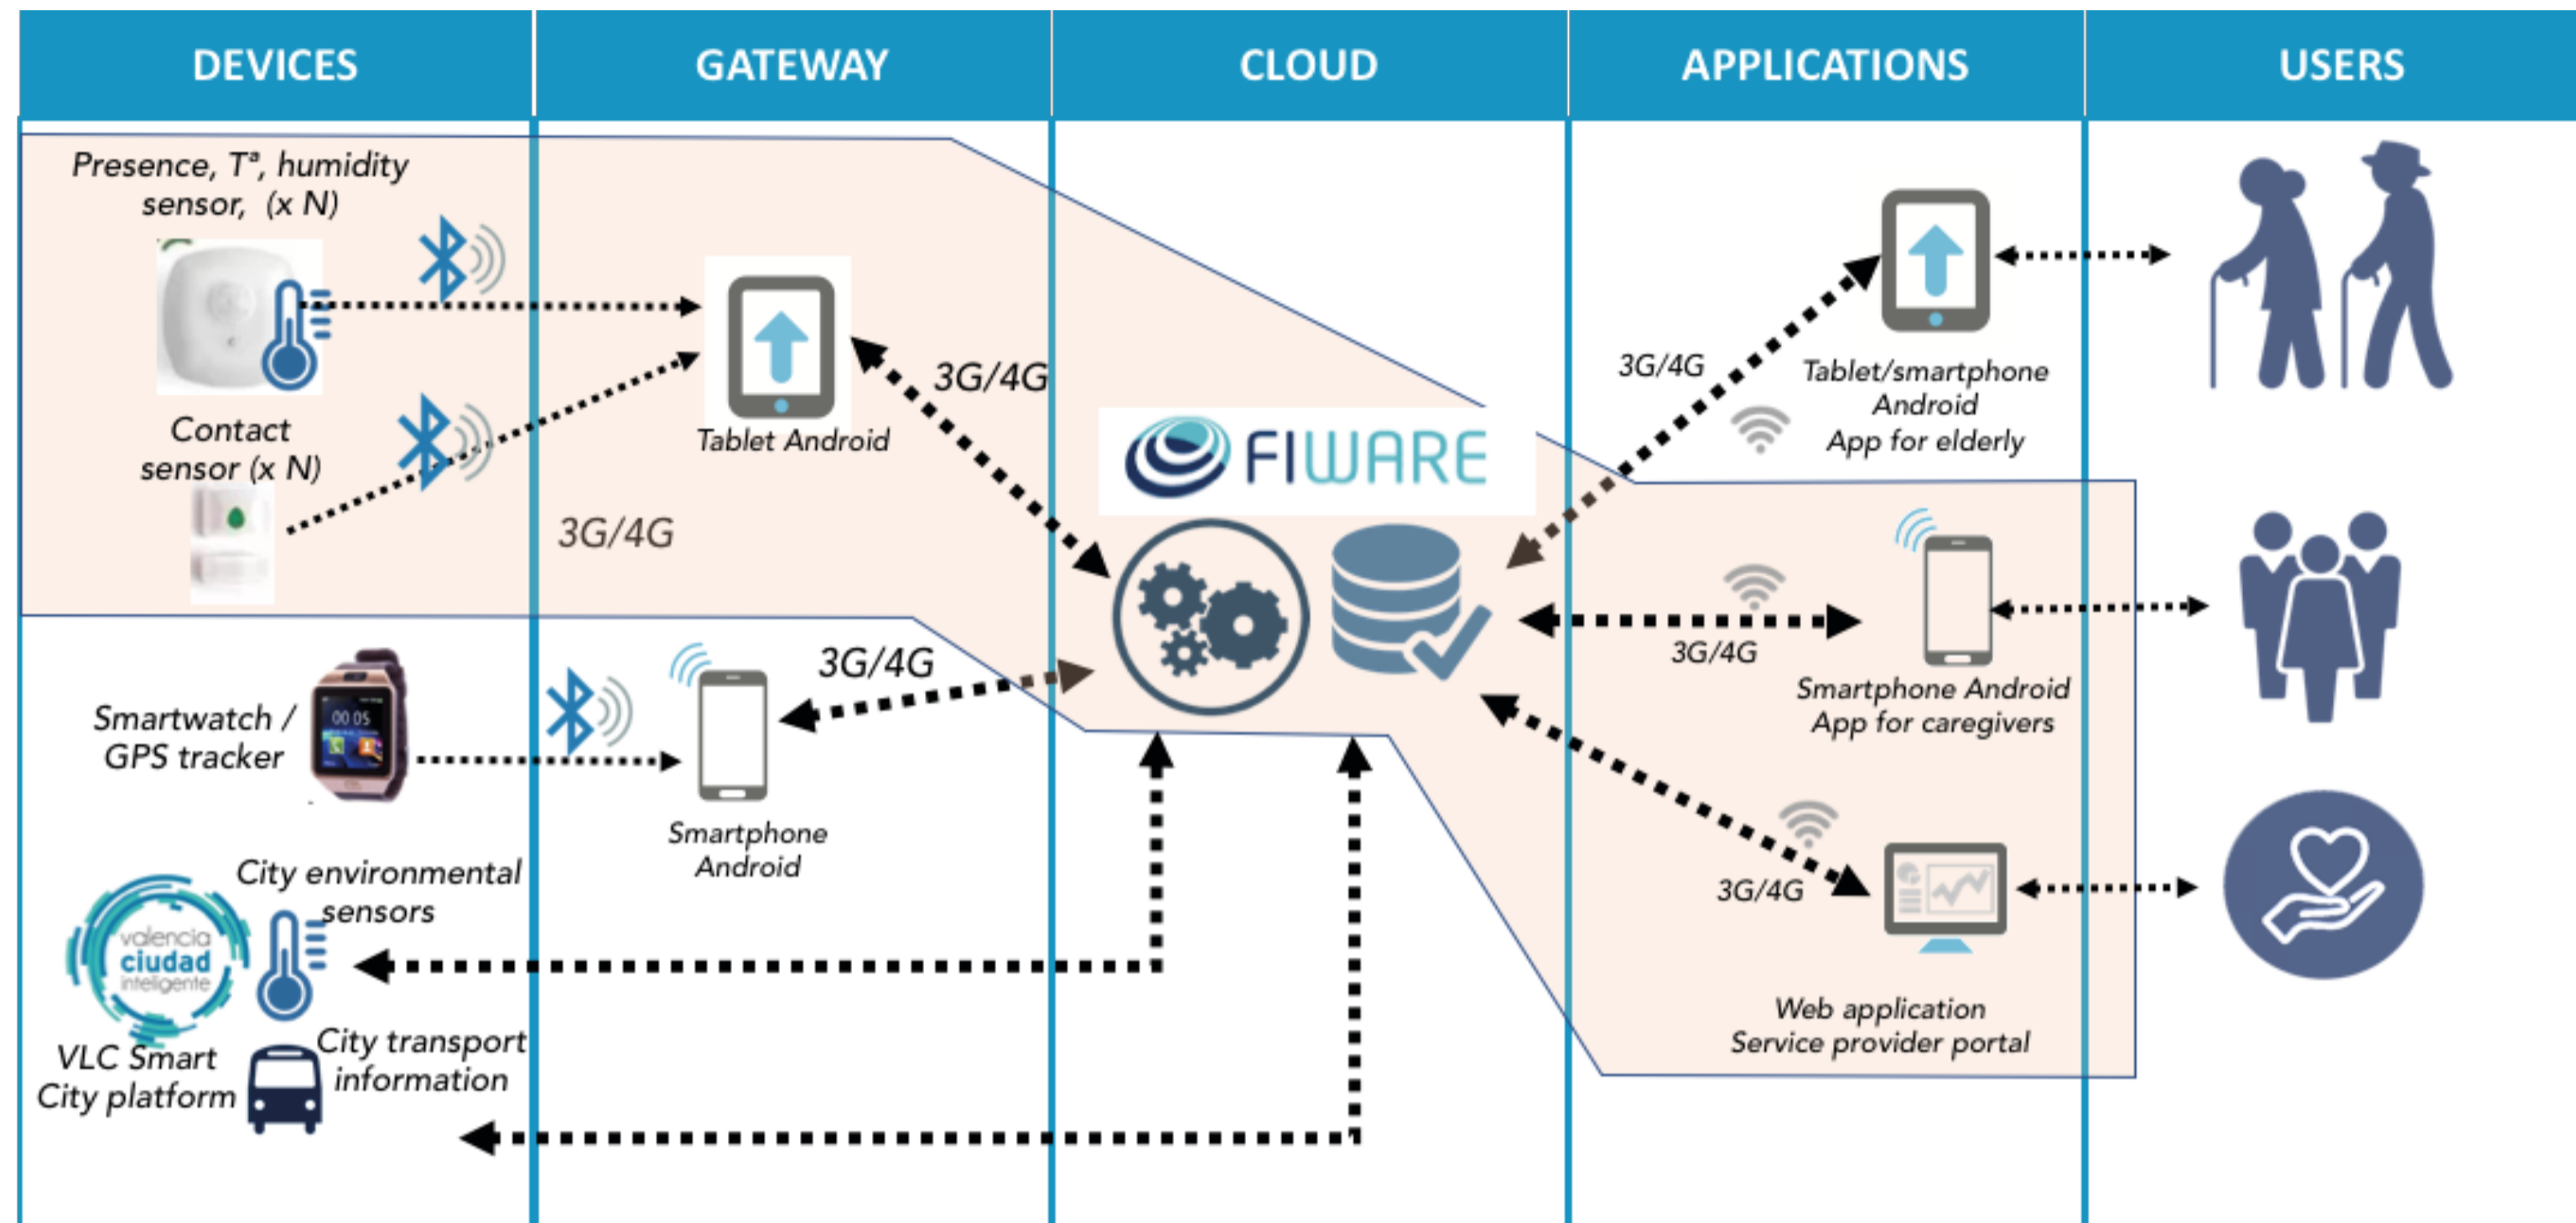 DEVICES
GATEWAY
CLOUD
APPLICATIONS
USERS
Presence, Tª, humidity
sensor, (x N)
Contact
sensor (x N)
Smartwatch /
GPS tracker
00 05
City environmental
sensors
valencia
ciudad
inteligente
VLC Smart
City platform
City transport
information
Tablet Android
3G/4G
3G/4G
3G/4G
Smartphone
Android
FIWARE
3G/4G
Tablet/smartphone
Android
App for elderly
3G/4G
Smartphone Android
App for caregivers
3G/4G
Web application
Service provider portal